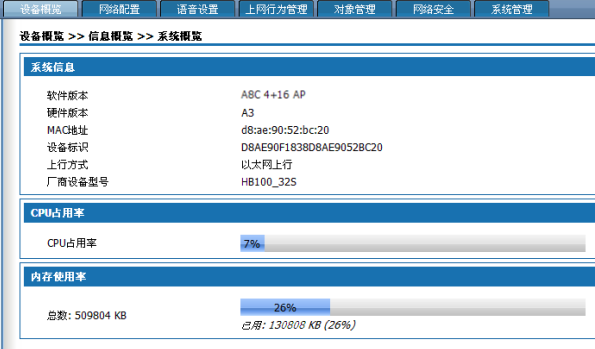 设备概览 网络配置 语音设置 上网行为管理 对象管理 网络安全 系统管理
设备概览 >> 信息概览 >> 系统概览
系统信息
软件版本 A8C 4+16 AP
硬件版本 A3
MAC地址 d8:ae:90:52:bc:20
设备标识 D8AE90F1838D8AE9052BC20
上行方式 以太网上行
厂商设备型号 HB100_32S
CPU占用率
CPU占用率 7%
内存使用率
26%
总数: 509804 KB
已用: 130808 KB (26%)